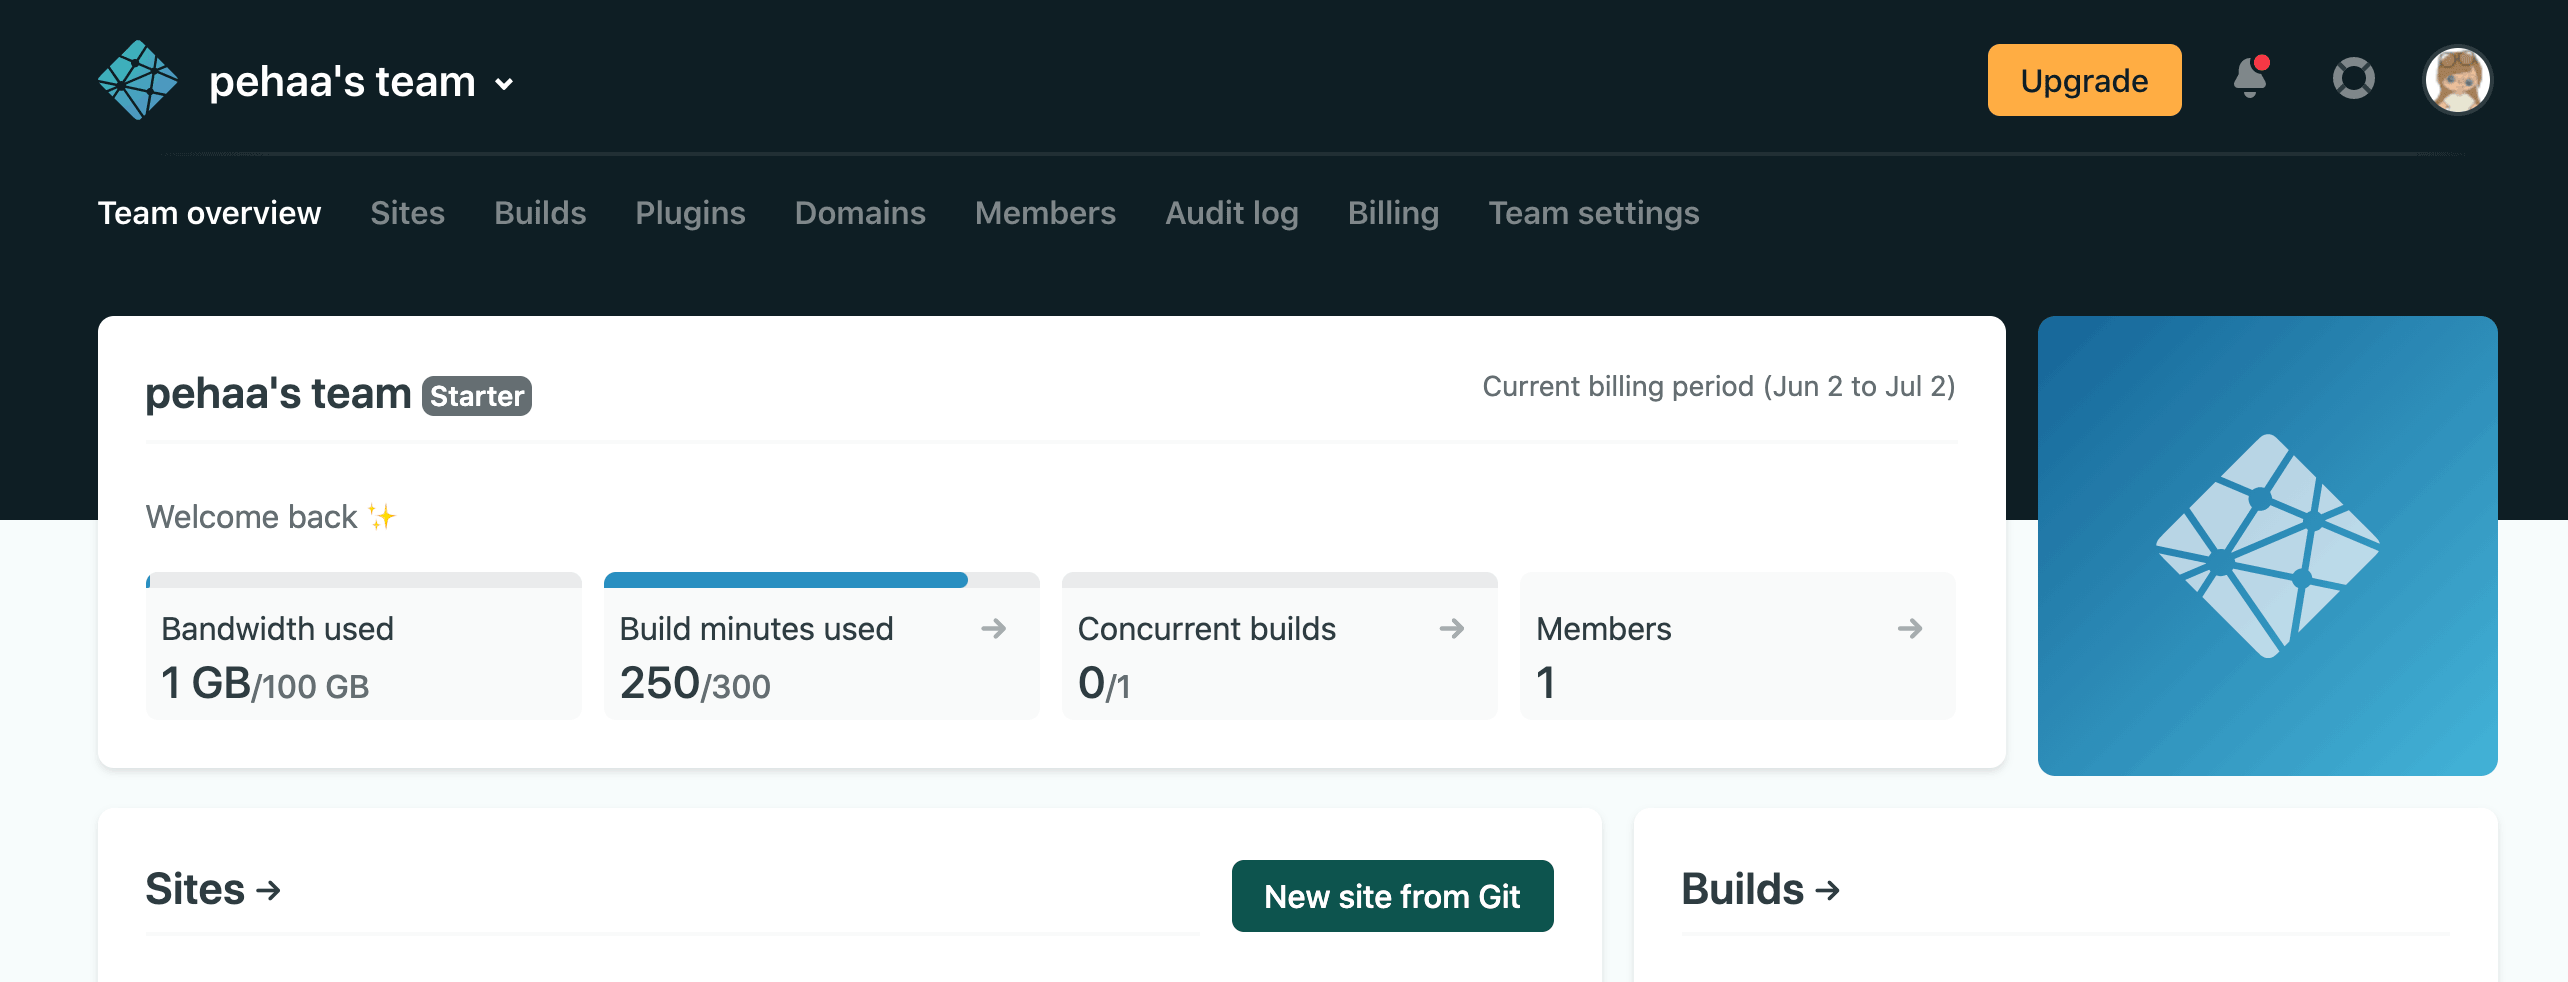 pehaa's team
Upgrade
Team overview Sites Builds Plugins Domains Members Audit log Billing Team settings
pehaa's team Starter
Current billing period (Jun 2 to Jul 2)
Welcome back ✨
Bandwidth used
1 GB/100 GB
Build minutes used →
250/300
Concurrent builds →
0/1
Members →
1
Sites →
New site from Git
Builds →